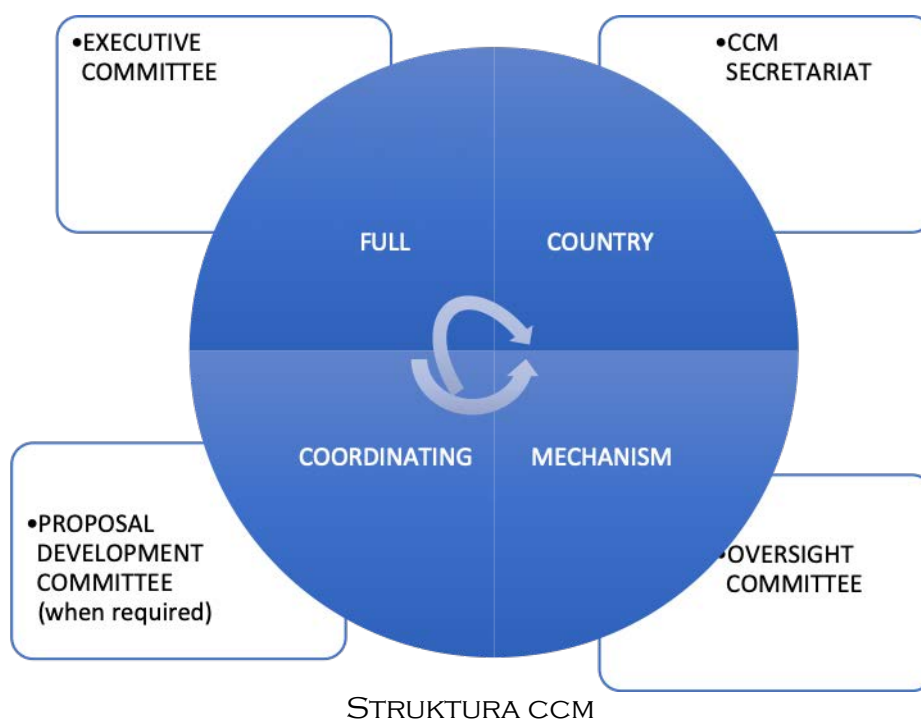 •EXECUTIVE
COMMITTEE
•CCM
SECRETARIAT
FULL
COUNTRY
COORDINATING
MECHANISM
•PROPOSAL
DEVELOPMENT
COMMITTEE
(when required)
•OVERSIGHT
COMMITTEE
STRUKTURA CCM